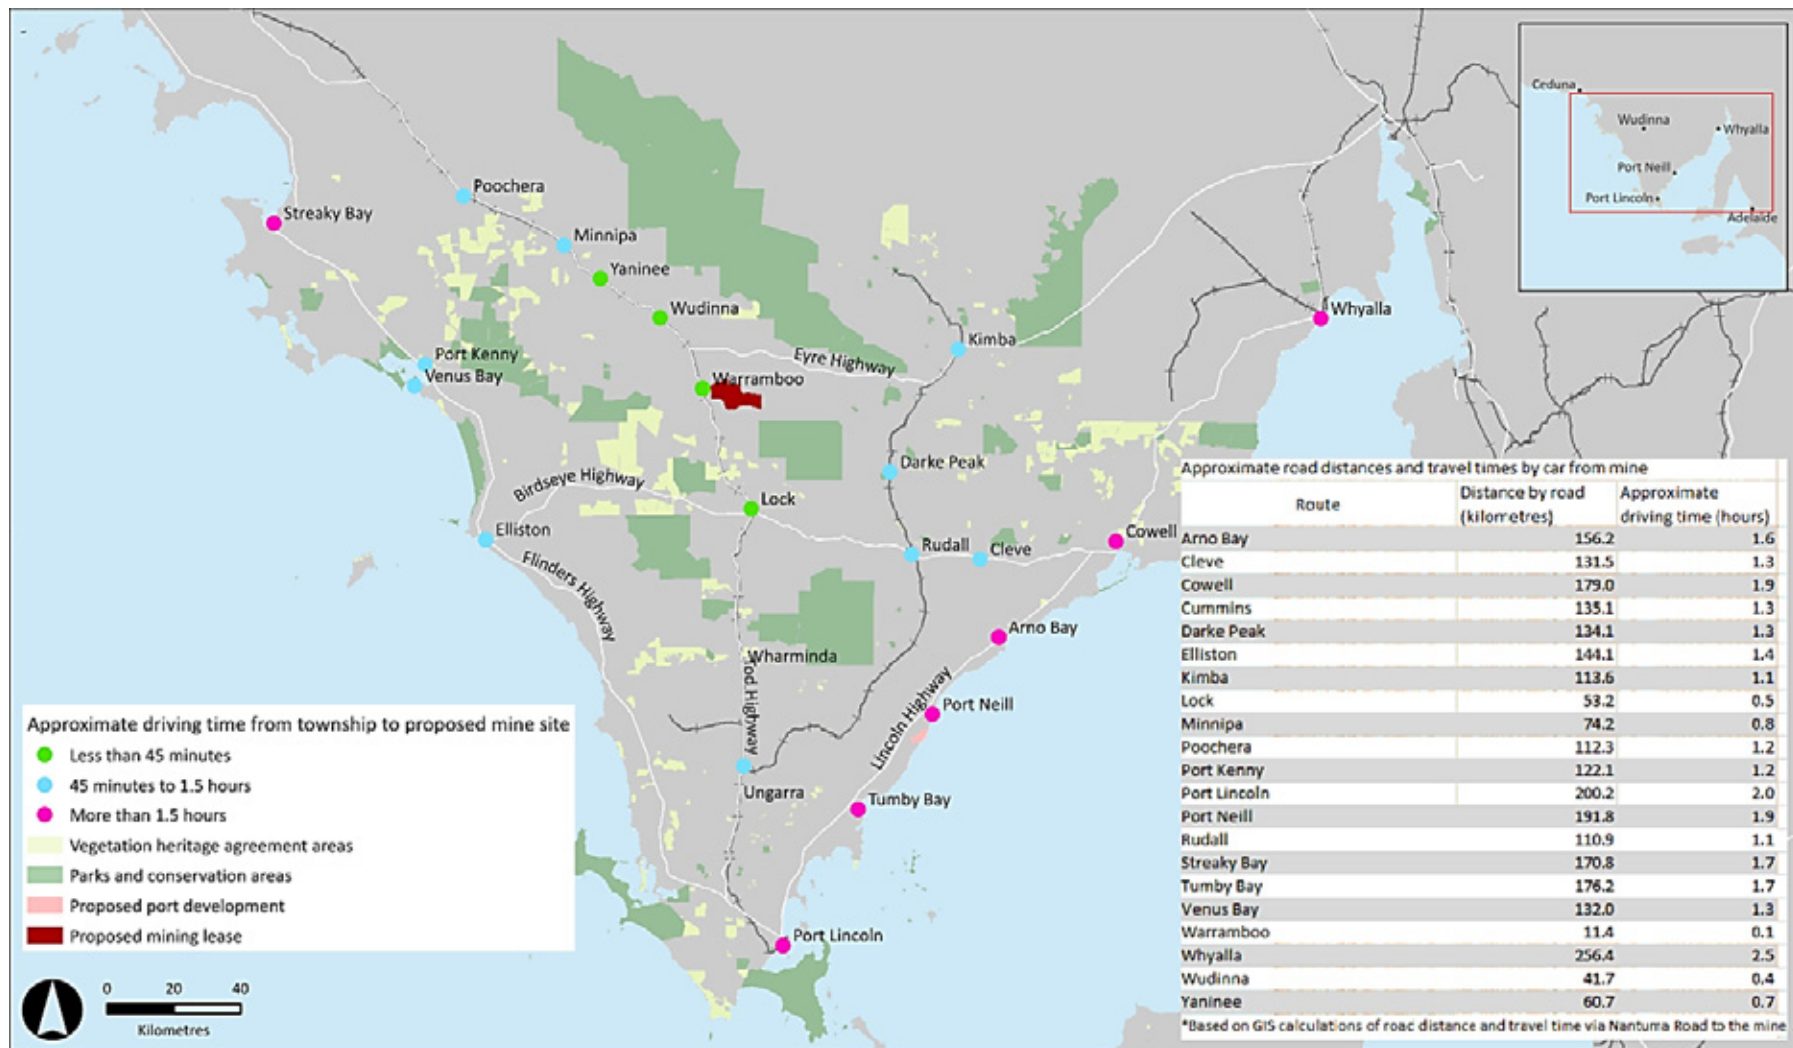 Poochera
Streaky Bay
Minnipa
Yaninee
Wudinna
Port Kenny
Venus Bay
Warramboo
Eyre Highway
Kimba
Whyalla
Darke Peak
Birdseye Highway
Lock
Elliston
Flinders Highway
Rudall
Cleve
Cowell
Arno Bay
Wharminda
Tod Highway
Lincoln Highway
Port Neill
Ungarra
Tumby Bay
Port Lincoln
Ceduna
Wudinna
Whyalla
Port Neill
Port Lincoln
Adelaide
Approximate driving time from township to proposed mine site
Less than 45 minutes
45 minutes to 1.5 hours
More than 1.5 hours
Vegetation heritage agreement areas
Parks and conservation areas
Proposed port development
Proposed mining lease
0 20 40
Kilometres
Approximate road distances and travel times by car from mine
Route Distance by road (kilometres) Approximate driving time (hours)
Arno Bay 156.2 1.6
Cleve 131.5 1.3
Cowell 179.0 1.9
Cummins 135.1 1.3
Darke Peak 134.1 1.3
Elliston 144.1 1.4
Kimba 113.6 1.1
Lock 53.2 0.5
Minnipa 74.2 0.8
Poochera 112.3 1.2
Port Kenny 122.1 1.2
Port Lincoln 200.2 2.0
Port Neill 191.8 1.9
Rudall 110.9 1.1
Streaky Bay 170.8 1.7
Tumby Bay 176.2 1.7
Venus Bay 132.0 1.3
Warramboo 11.4 0.1
Whyalla 256.4 2.5
Wudinna 41.7 0.4
Yaninee 60.7 0.7
*Based on GIS calculations of road distance and travel time via Nantuma Road to the mine